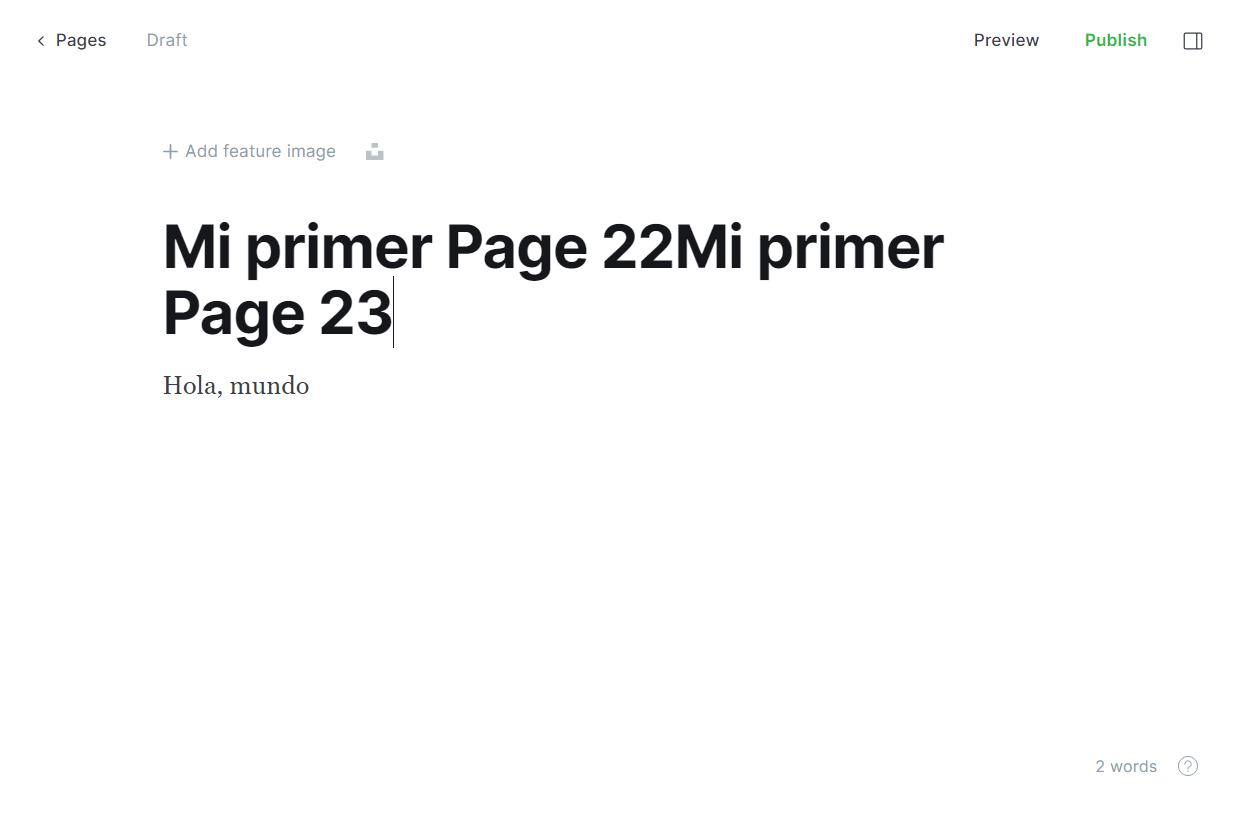 Pages
Draft
Preview
Publish
Add feature image
Mi primer Page 22Mi primer
Page 23
Hola, mundo
2 words
?